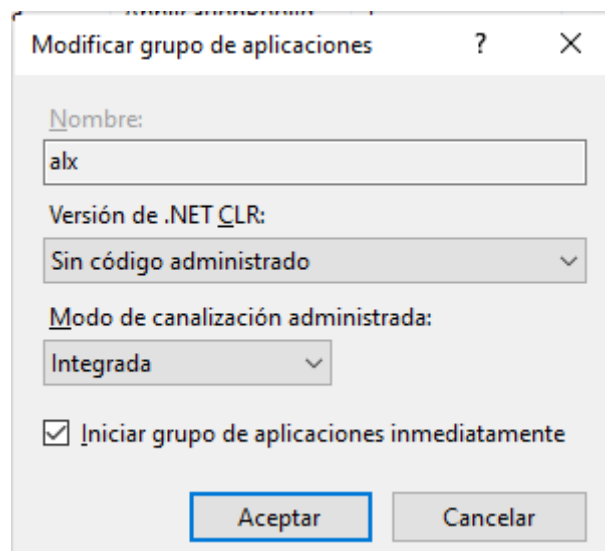 Modificar grupo de aplicaciones ?
Nombre:
alx
Versión de .NET CLR:
Sin código administrado
Modo de canalización administrada:
Integrada
Iniciar grupo de aplicaciones inmediatamente
Aceptar Cancelar